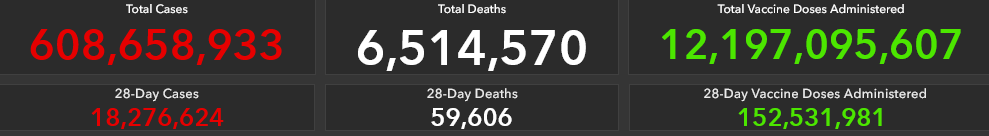 Total Cases
608,658,933
Total Deaths
6,514,570
Total Vaccine Doses Administered
12,197,095,607
28-Day Cases
18,276,624
28-Day Deaths
59,606
28-Day Vaccine Doses Administered
152,531,981